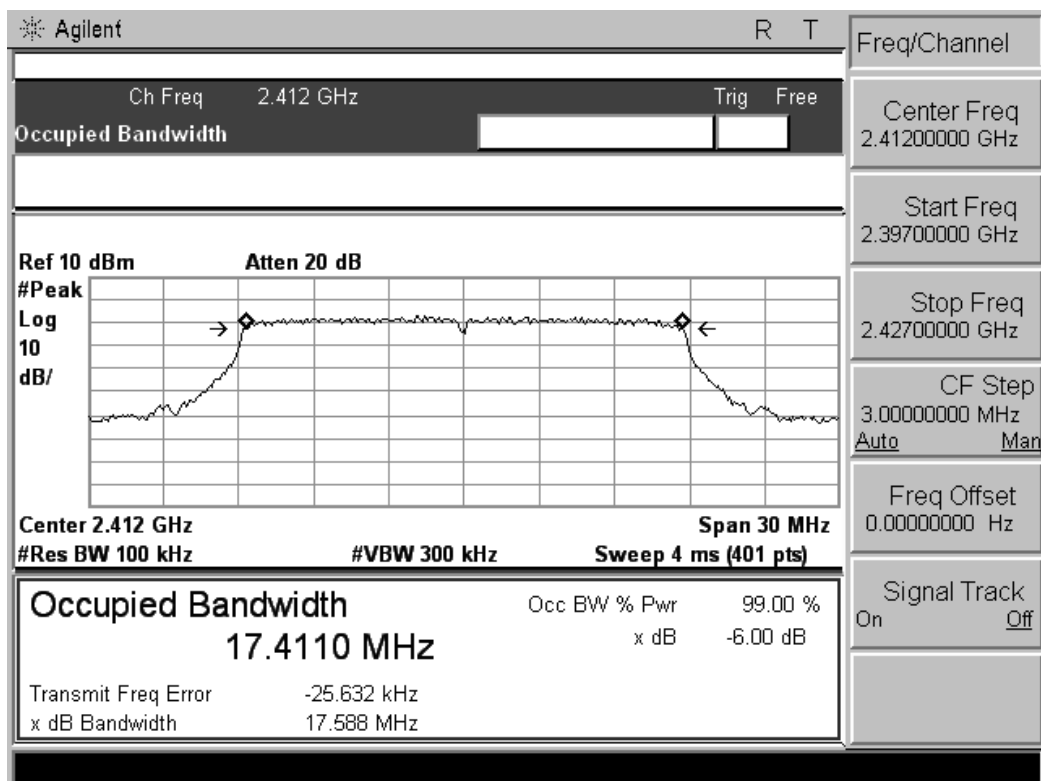 Agilent R T
Ch Freq 2.412 GHz Trig Free
Occupied Bandwidth
Ref 10 dBm Atten 20 dB
#Peak
Log
10
dB/
Center 2.412 GHz Span 30 MHz
#Res BW 100 kHz #VBW 300 kHz Sweep 4 ms (401 pts)
Occupied Bandwidth
17.4110 MHz
Occ BW % Pwr 99.00 %
x dB -6.00 dB
Transmit Freq Error -25.632 kHz
x dB Bandwidth 17.588 MHz
Freq/Channel
Center Freq
2.41200000 GHz
Start Freq
2.39700000 GHz
Stop Freq
2.42700000 GHz
CF Step
3.00000000 MHz
Auto Man
Freq Offset
0.00000000 Hz
Signal Track
On Off